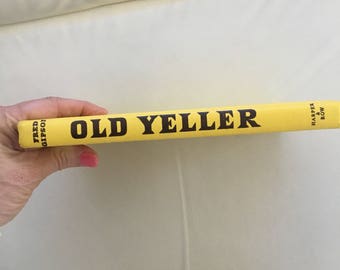 FRED
GIPSON
OLD YELLER
HARPER
&
ROW